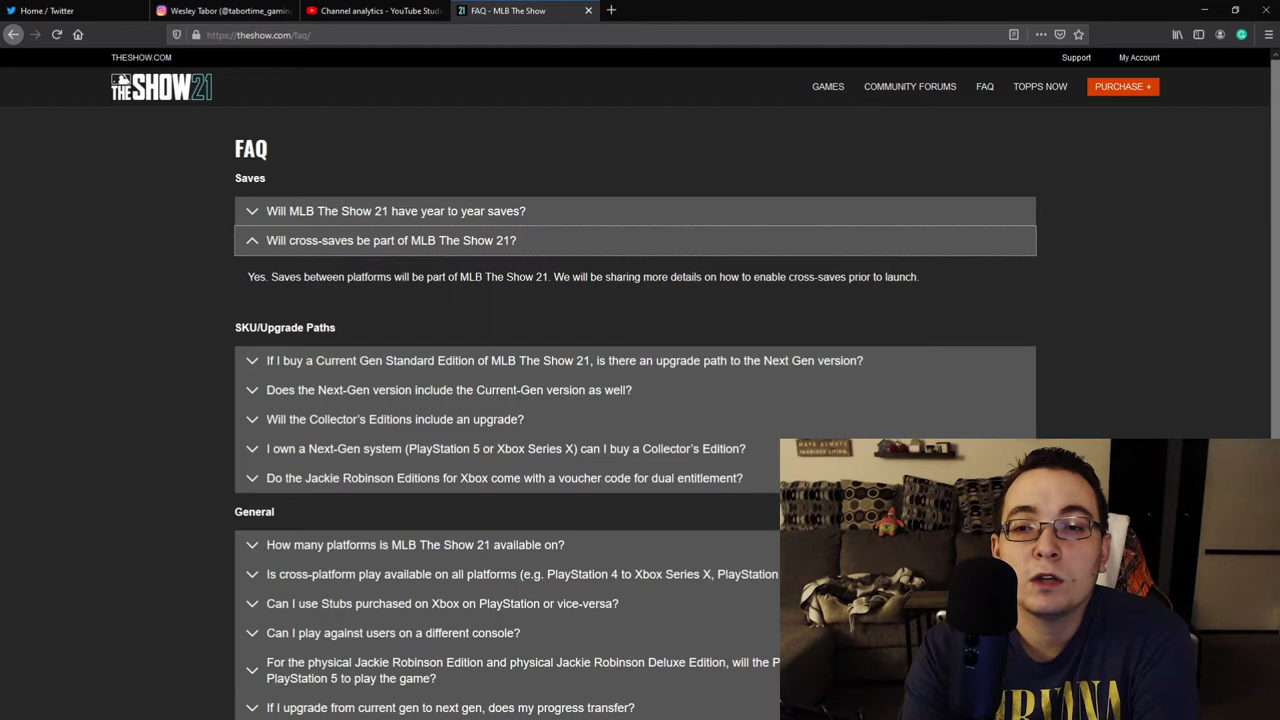 Home / Twitter
Wesley Tabor (@tabortime_gaming
Channel analytics - YouTube Stud
21 FAQ - MLB The Show
https://theshow.com/faq/
THESHOW.COM
Support
My Account
THE SHOW 21
GAMES
COMMUNITY FORUMS
FAQ
TOPPS NOW
PURCHASE +
FAQ
Saves
Will MLB The Show 21 have year to year saves?
Will cross-saves be part of MLB The Show 21?
Yes. Saves between platforms will be part of MLB The Show 21. We will be sharing more details on how to enable cross-saves prior to launch.
SKU/Upgrade Paths
If I buy a Current Gen Standard Edition of MLB The Show 21, is there an upgrade path to the Next Gen version?
Does the Next-Gen version include the Current-Gen version as well?
Will the Collector's Editions include an upgrade?
I own a Next-Gen system (PlayStation 5 or Xbox Series X) can I buy a Collector's Edition?
Do the Jackie Robinson Editions for Xbox come with a voucher code for dual entitlement?
General
How many platforms is MLB The Show 21 available on?
Is cross-platform play available on all platforms (e.g. PlayStation 4 to Xbox Series X, PlayStation
Can I use Stubs purchased on Xbox on PlayStation or vice-versa?
Can I play against users on a different console?
For the physical Jackie Robinson Edition and physical Jackie Robinson Deluxe Edition, will the P
PlayStation 5 to play the game?
If I upgrade from current gen to next gen, does my progress transfer?
NIRVANA